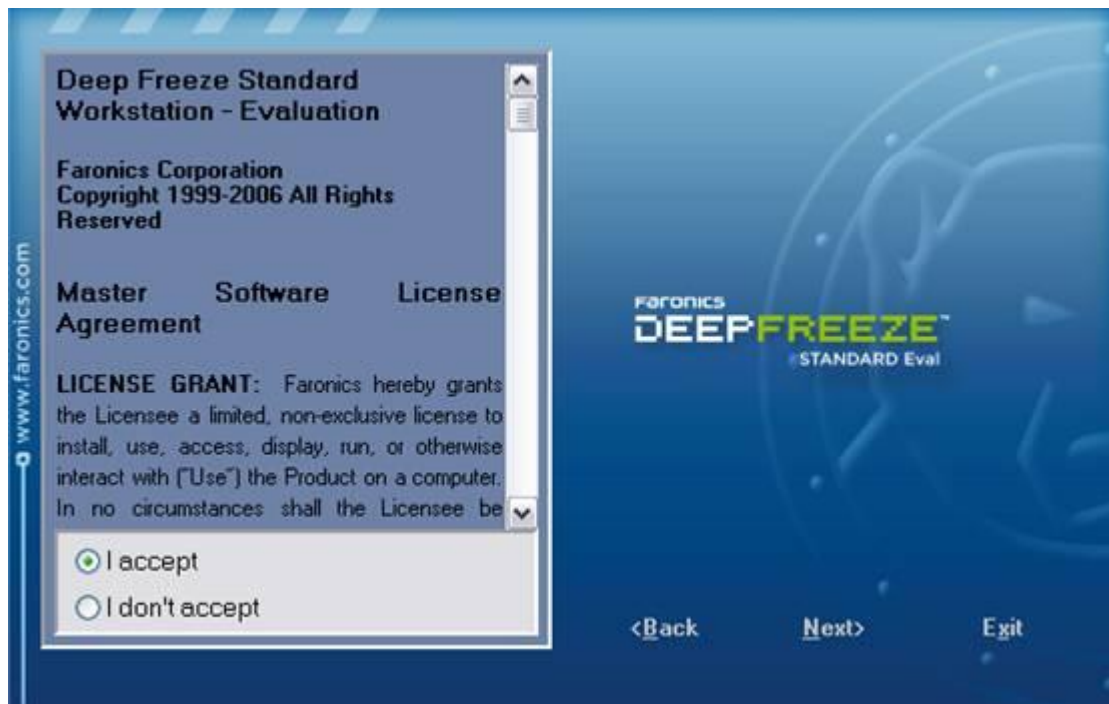 Deep Freeze Standard
Workstation - Evaluation
Faronics Corporation
Copyright 1999-2006 All Rights
Reserved
Master Software License
Agreement
LICENSE GRANT: Faronics hereby grants
the Licensee a limited, non-exclusive license to
install, use, access, display, run, or otherwise
interact with ("Use") the Product on a computer.
In no circumstances shall the Licensee be
I accept
I don't accept
www.faronics.com
Faronics
DEEPFREEZE™
STANDARD Eval
<Back
Next>
Exit